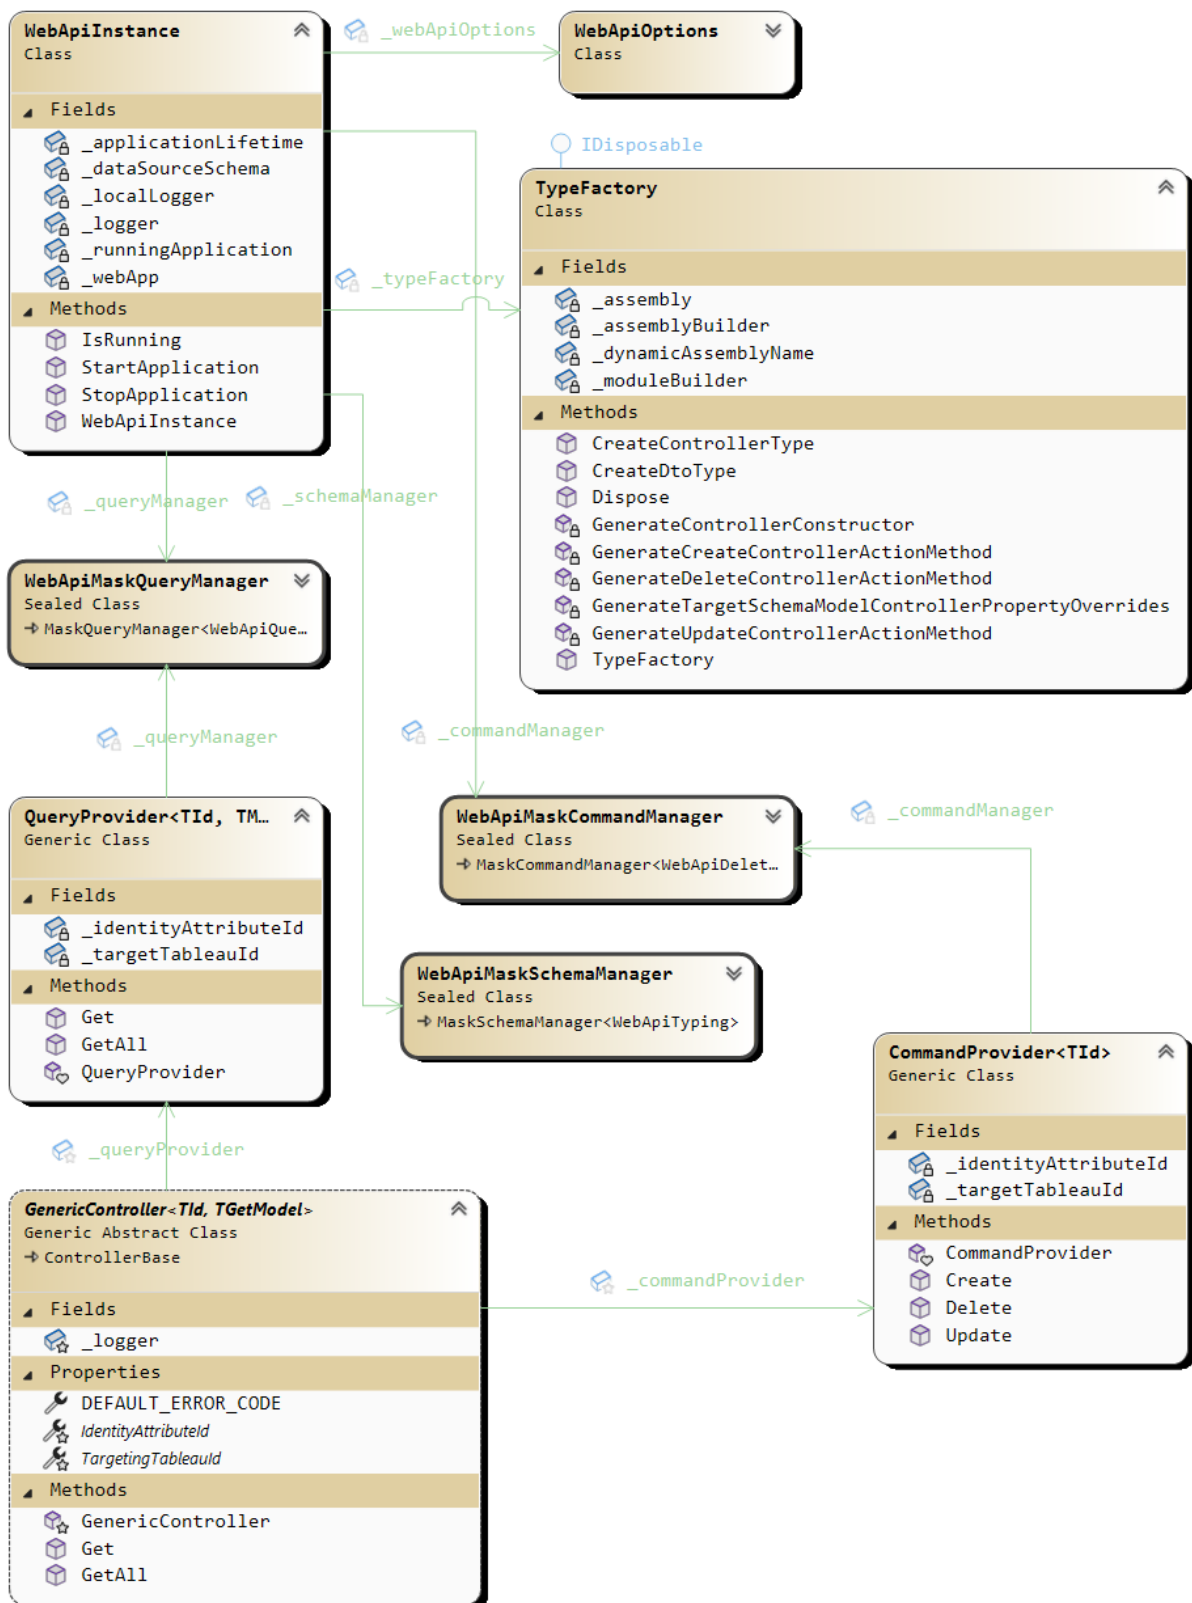 WebApiInstance
Class
Fields
_applicationLifetime
_dataSourceSchema
_localLogger
_logger
_runningApplication
_webApp
Methods
IsRunning
StartApplication
StopApplication
WebApiInstance
_webApiOptions
WebApiOptions
Class
IDisposable
_typeFactory
TypeFactory
Class
Fields
_assembly
_assemblyBuilder
_dynamicAssemblyName
_moduleBuilder
Methods
CreateControllerType
CreateDtoType
Dispose
GenerateControllerConstructor
GenerateCreateControllerActionMethod
GenerateDeleteControllerActionMethod
GenerateTargetSchemaModelControllerPropertyOverrides
GenerateUpdateControllerActionMethod
TypeFactory
_queryManager
_schemaManager
WebApiMaskQueryManager
Sealed Class
MaskQueryManager<WebApiQue…
_queryManager
_commandManager
QueryProvider<TId, TM…
Generic Class
Fields
_identityAttributeId
_targetTableauId
Methods
Get
GetAll
QueryProvider
WebApiMaskCommandManager
Sealed Class
MaskCommandManager<WebApiDelet…
_commandManager
WebApiMaskSchemaManager
Sealed Class
MaskSchemaManager<WebApiTyping>
CommandProvider<TId>
Generic Class
Fields
_identityAttributeId
_targetTableauId
Methods
CommandProvider
Create
Delete
Update
_queryProvider
GenericController<TId, TGetModel>
Generic Abstract Class
ControllerBase
Fields
_logger
Properties
DEFAULT_ERROR_CODE
IdentityAttributeId
TargetingTableauId
Methods
GenericController
Get
GetAll
_commandProvider